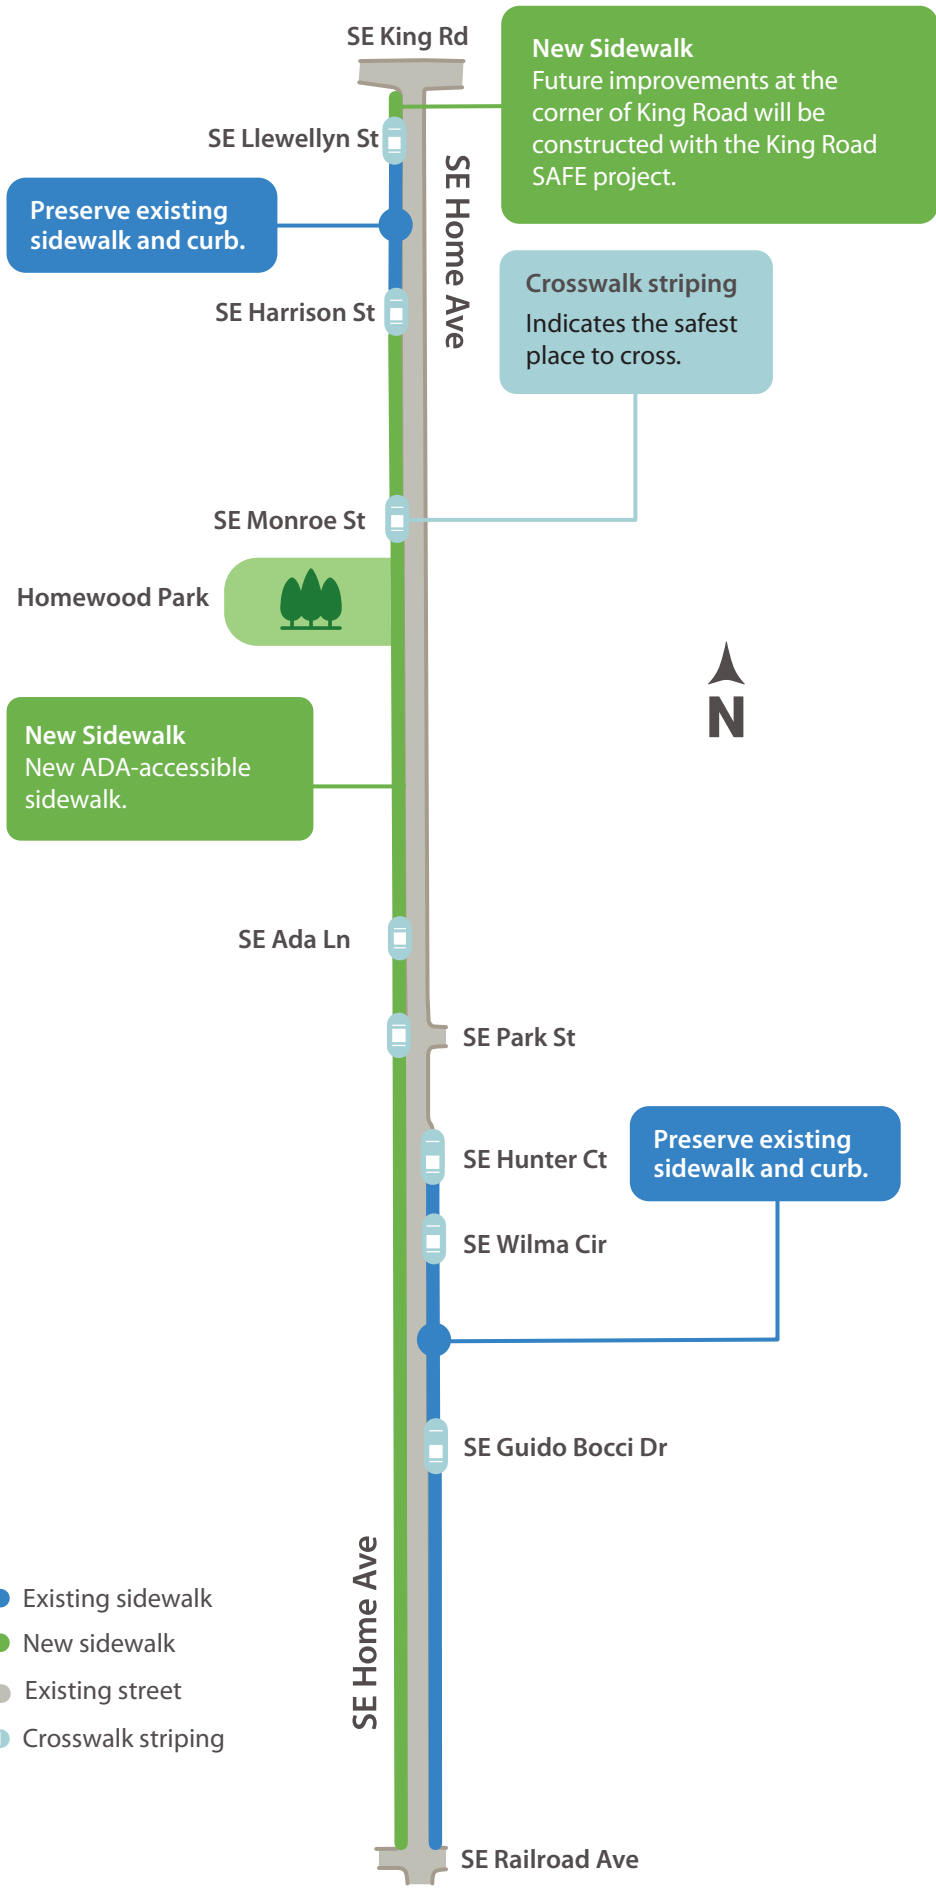 SE King Rd
New Sidewalk
Future improvements at the
corner of King Road will be
constructed with the King Road
SAFE project.
SE Llewellyn St
SE Home Ave
Preserve existing
sidewalk and curb.
SE Harrison St
Crosswalk striping
Indicates the safest
place to cross.
SE Monroe St
Homewood Park
N
New Sidewalk
New ADA-accessible
sidewalk.
SE Ada Ln
SE Park St
SE Hunter Ct
Preserve existing
sidewalk and curb.
SE Wilma Cir
SE Guido Bocci Dr
SE Home Ave
Existing sidewalk
New sidewalk
Existing street
Crosswalk striping
SE Railroad Ave